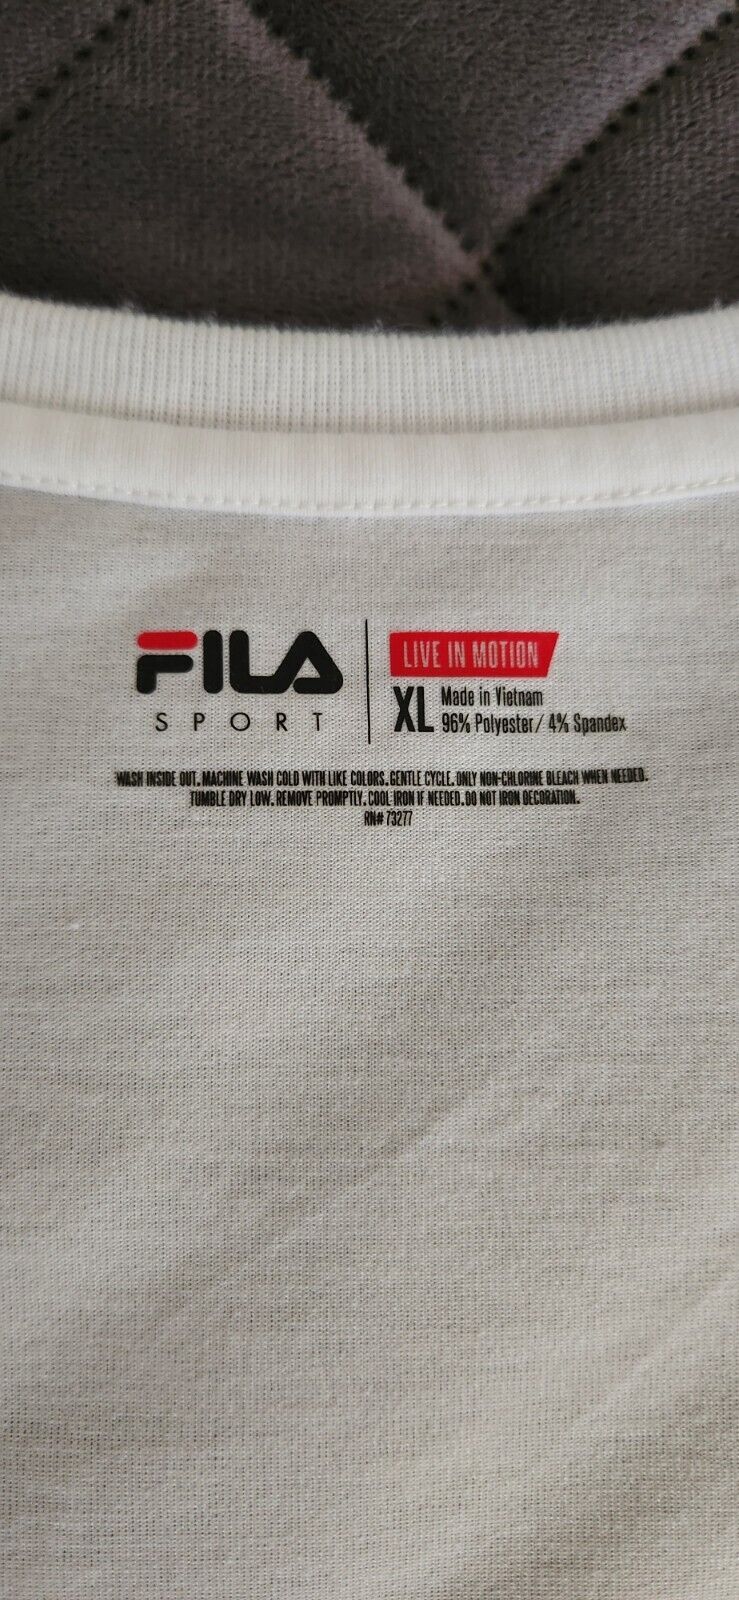 FILA
SPORT
LIVE IN MOTION
XL
Made in Vietnam
96% Polyester/ 4% Spandex
WASH INSIDE OUT. MACHINE WASH COLD WITH LIKE COLORS. GENTLE CYCLE. ONLY NON-CHLORINE BLEACH WHEN NEEDED.
TUMBLE DRY LOW. REMOVE PROMPTLY. COOL IRON IF NEEDED. DO NOT IRON DECORATION.
RN# 73277